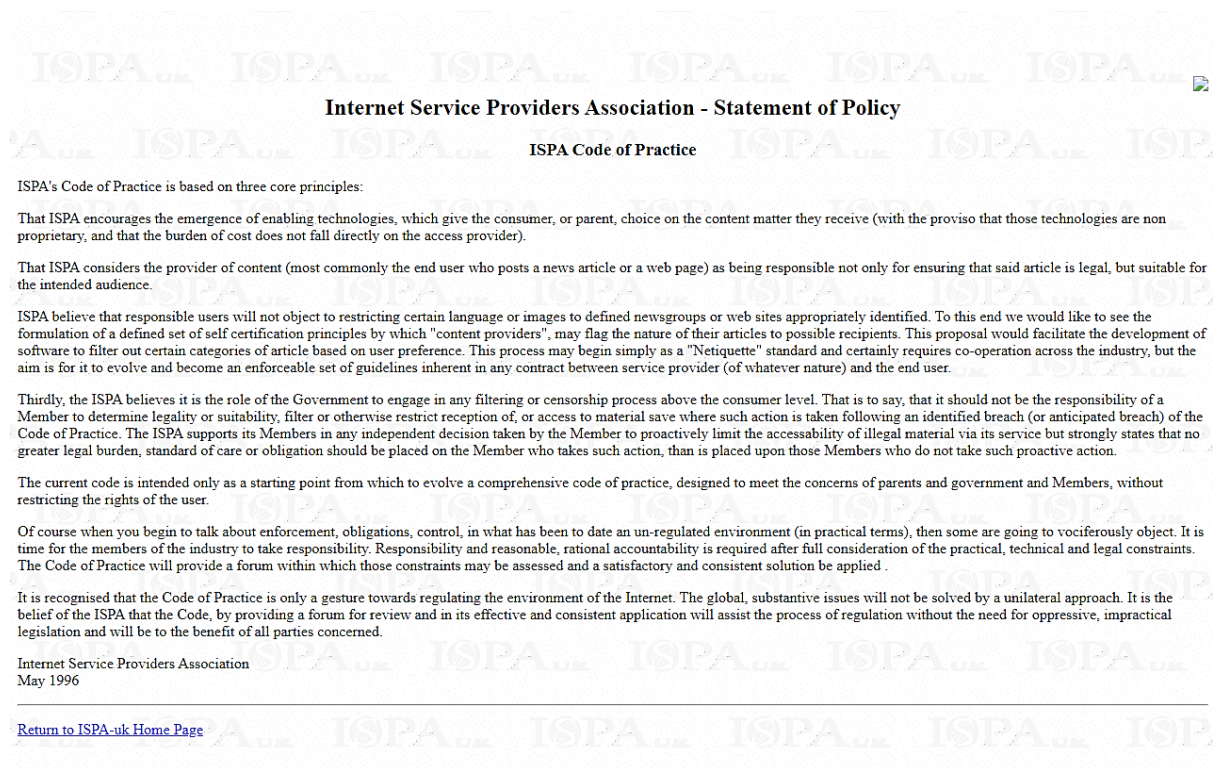 Internet Service Providers Association - Statement of Policy
ISPA Code of Practice
ISPA's Code of Practice is based on three core principles:
That ISPA encourages the emergence of enabling technologies, which give the consumer, or parent, choice on the content matter they receive (with the proviso that those technologies are non
proprietary, and that the burden of cost does not fall directly on the access provider).
That ISPA considers the provider of content (most commonly the end user who posts a news article or a web page) as being responsible not only for ensuring that said article is legal, but suitable for
the intended audience.
ISPA believe that responsible users will not object to restricting certain language or images to defined newsgroups or web sites appropriately identified. To this end we would like to see the
formulation of a defined set of self certification principles by which "content providers", may flag the nature of their articles to possible recipients. This proposal would facilitate the development of
software to filter out certain categories of article based on user preference. This process may begin simply as a "Netiquette" standard and certainly requires co-operation across the industry, but the
aim is for it to evolve and become an enforceable set of guidelines inherent in any contract between service provider (of whatever nature) and the end user.
Thirdly, the ISPA believes it is the role of the Government to engage in any filtering or censorship process above the consumer level. That is to say, that it should not be the responsibility of a
Member to determine legality or suitability, filter or otherwise restrict reception of, or access to material save where such action is taken following an identified breach (or anticipated breach) of the
Code of Practice. The ISPA supports its Members in any independent decision taken by the Member to proactively limit the accessability of illegal material via its service but strongly states that no
greater legal burden, standard of care or obligation should be placed on the Member who takes such action, than is placed upon those Members who do not take such proactive action.
The current code is intended only as a starting point from which to evolve a comprehensive code of practice, designed to meet the concerns of parents and government and Members, without
restricting the rights of the user.
Of course when you begin to talk about enforcement, obligations, control, in what has been to date an un-regulated environment (in practical terms), then some are going to vociferously object. It is
time for the members of the industry to take responsibility. Responsibility and reasonable, rational accountability is required after full consideration of the practical, technical and legal constraints.
The Code of Practice will provide a forum within which those constraints may be assessed and a satisfactory and consistent solution be applied .
It is recognised that the Code of Practice is only a gesture towards regulating the environment of the Internet. The global, substantive issues will not be solved by a unilateral approach. It is the
belief of the ISPA that the Code, by providing a forum for review and in its effective and consistent application will assist the process of regulation without the need for oppressive, impractical
legislation and will be to the benefit of all parties concerned.
Internet Service Providers Association
May 1996
Return to ISPA-uk Home Page